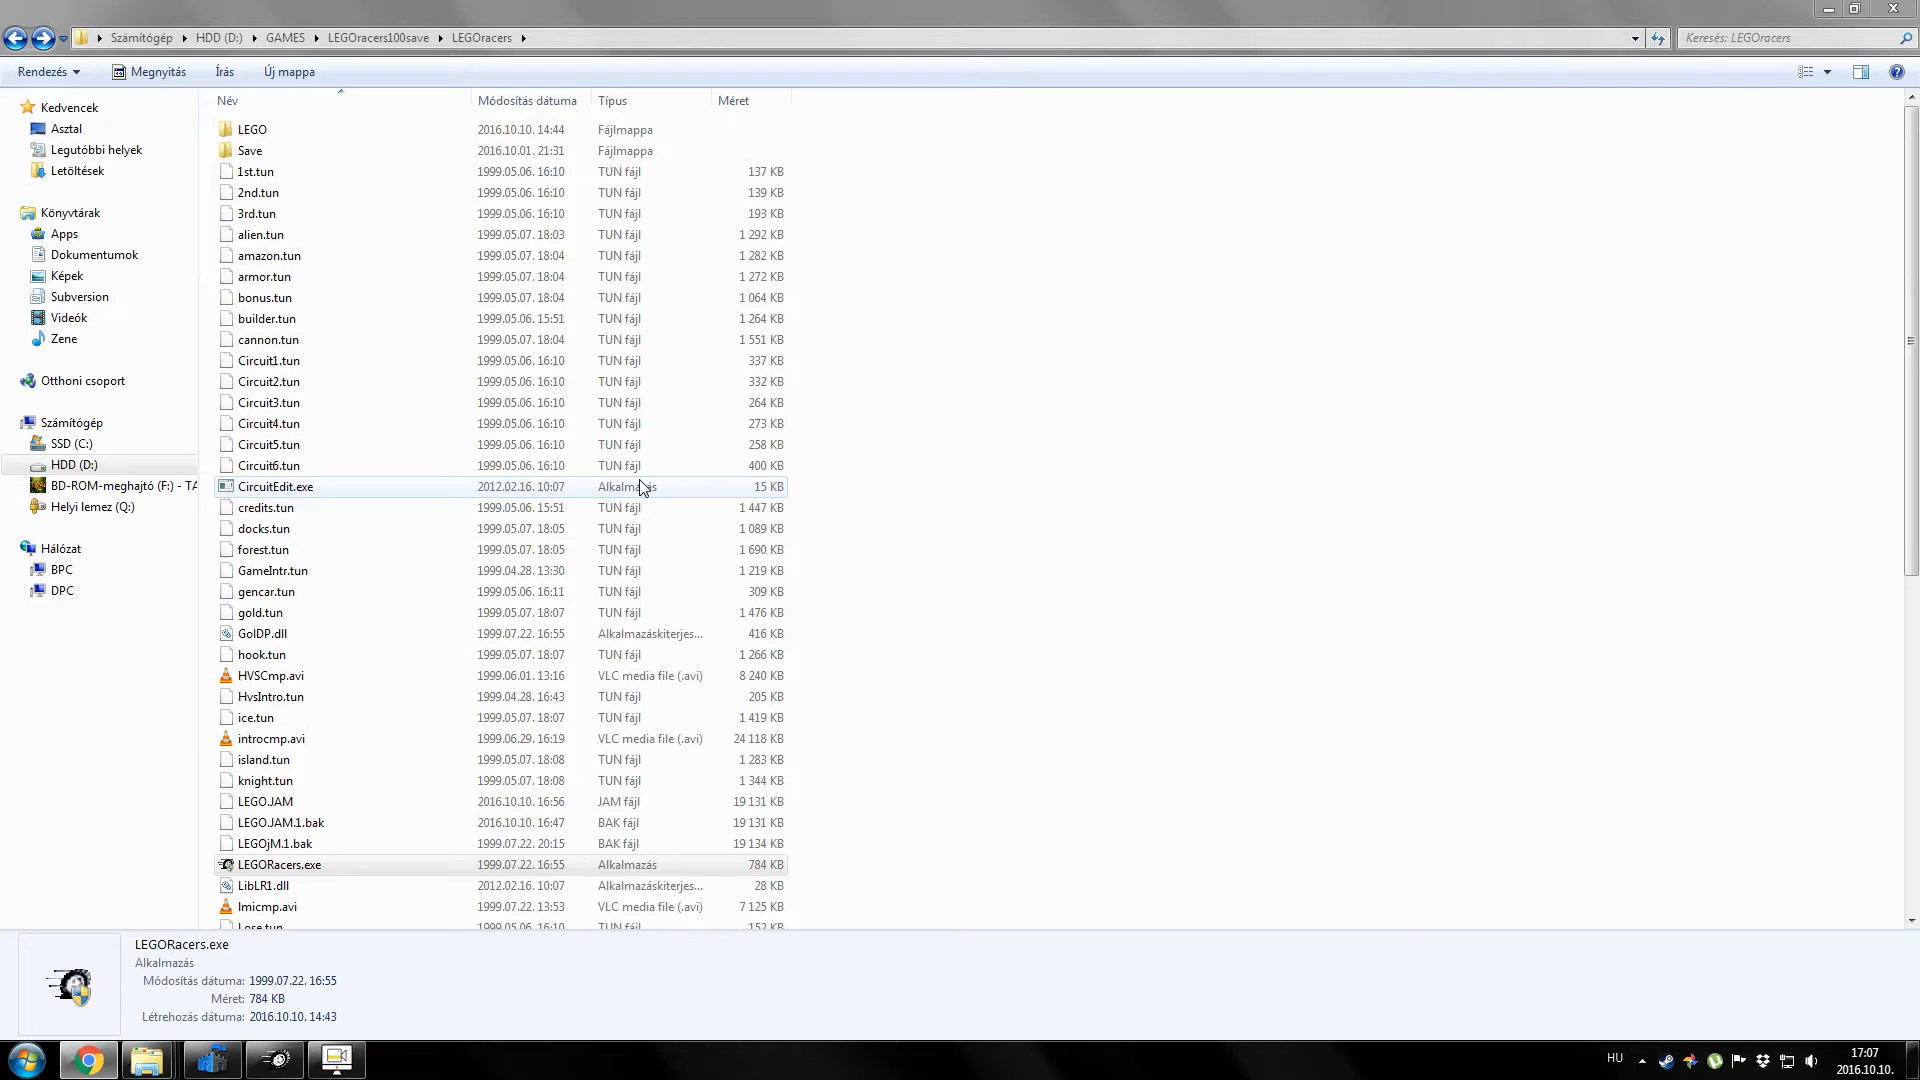 Számítógép HDD (D:) GAMES LEGOracers100save LEGOracers Keresés: LEGOracers
Rendezés Megnyitás Írás Új mappa
Kedvencek
Asztal
Legutóbbi helyek
Letöltések
Könyvtárak
Apps
Dokumentumok
Képek
Subversion
Videók
Zene
Otthoni csoport
Számítógép
SSD (C:)
HDD (D:)
BD-ROM-meghajtó (F:) - TA
Helyi lemez (Q:)
Hálózat
BPC
DPC
Név Módosítás dátuma Típus Méret
LEGO 2016.10.10. 14:44 Fájlmappa
Save 2016.10.01. 21:31 Fájlmappa
1st.tun 1999.05.06. 16:10 TUN fájl 137 KB
2nd.tun 1999.05.06. 16:10 TUN fájl 139 KB
3rd.tun 1999.05.06. 16:10 TUN fájl 193 KB
alien.tun 1999.05.07. 18:03 TUN fájl 1 292 KB
amazon.tun 1999.05.07. 18:04 TUN fájl 1 282 KB
armor.tun 1999.05.07. 18:04 TUN fájl 1 272 KB
bonus.tun 1999.05.07. 18:04 TUN fájl 1 064 KB
builder.tun 1999.05.06. 15:51 TUN fájl 1 264 KB
cannon.tun 1999.05.07. 18:04 TUN fájl 1 551 KB
Circuit1.tun 1999.05.06. 16:10 TUN fájl 337 KB
Circuit2.tun 1999.05.06. 16:10 TUN fájl 332 KB
Circuit3.tun 1999.05.06. 16:10 TUN fájl 264 KB
Circuit4.tun 1999.05.06. 16:10 TUN fájl 273 KB
Circuit5.tun 1999.05.06. 16:10 TUN fájl 258 KB
Circuit6.tun 1999.05.06. 16:10 TUN fájl 400 KB
CircuitEdit.exe 2012.02.16. 10:07 Alkalmazás 15 KB
credits.tun 1999.05.06. 15:51 TUN fájl 1 447 KB
docks.tun 1999.05.07. 18:05 TUN fájl 1 089 KB
forest.tun 1999.05.07. 18:05 TUN fájl 1 690 KB
GameIntr.tun 1999.04.28. 13:30 TUN fájl 1 219 KB
gencar.tun 1999.05.06. 16:11 TUN fájl 309 KB
gold.tun 1999.05.07. 18:07 TUN fájl 1 476 KB
GolDP.dll 1999.07.22. 16:55 Alkalmazáskiterjes... 416 KB
hook.tun 1999.05.07. 18:07 TUN fájl 1 266 KB
HVSCmp.avi 1999.06.01. 13:16 VLC media file (.avi) 8 240 KB
HvsIntro.tun 1999.04.28. 16:43 TUN fájl 205 KB
ice.tun 1999.05.07. 18:07 TUN fájl 1 419 KB
introcmp.avi 1999.06.29. 16:19 VLC media file (.avi) 24 118 KB
island.tun 1999.05.07. 18:08 TUN fájl 1 283 KB
knight.tun 1999.05.07. 18:08 TUN fájl 1 344 KB
LEGO.JAM 2016.10.10. 16:56 JAM fájl 19 131 KB
LEGO.JAM.1.bak 2016.10.10. 16:47 BAK fájl 19 131 KB
LEGOjM.1.bak 1999.07.22. 20:15 BAK fájl 19 134 KB
LEGORacers.exe 1999.07.22. 16:55 Alkalmazás 784 KB
LibLR1.dll 2012.02.16. 10:07 Alkalmazáskiterjes... 28 KB
lmicmp.avi 1999.07.22. 13:53 VLC media file (.avi) 7 125 KB
Lose.tun 1999.05.06. 16:10 TUN fájl 152 KB
LEGORacers.exe
Alkalmazás
Módosítás dátuma: 1999.07.22. 16:55
Méret: 784 KB
Létrehozás dátuma: 2016.10.10. 14:43
HU 17:07
2016.10.10.